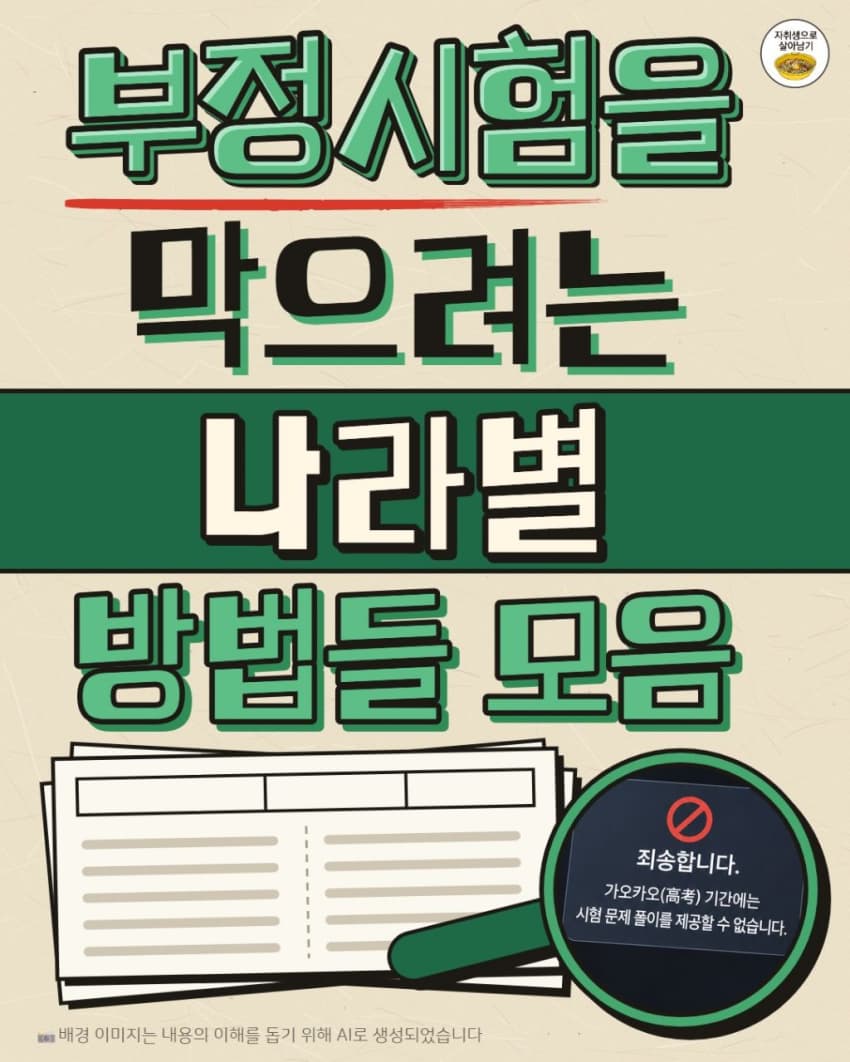 자취생으로
살아남기
부정시험을
막으려는
나라별
방법들 모음
죄송합니다.
가오카오(高考) 기간에는
시험 문제 풀이를 제공할 수 없습니다.
배경 이미지는 내용의 이해를 돕기 위해 AI로 생성되었습니다